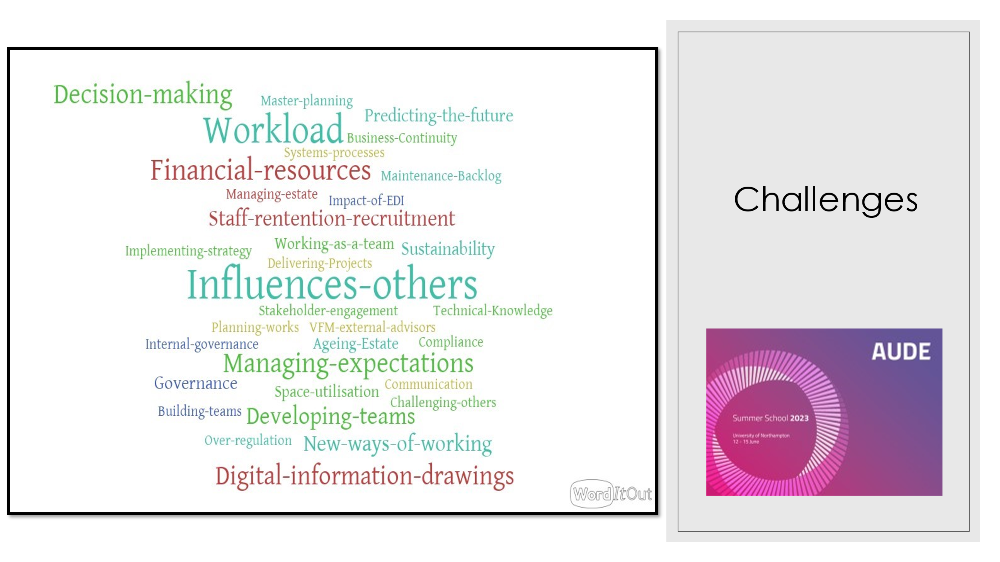 Decision-making
Master-planning
Predicting-the-future
Workload
Business-Continuity
Systems-processes
Financial-resources
Maintenance-Backlog
Managing-estate
Impact-of-EDI
Staff-rentention-recruitment
Working-as-a-team
Sustainability
Implementing-strategy
Delivering-Projects
Influences-others
Stakeholder-engagement
Technical-Knowledge
Planning-works
VFM-external-advisors
Internal-governance
Ageing-Estate
Compliance
Managing-expectations
Governance
Communication
Space-utilisation
Challenging-others
Building-teams
Developing-teams
Over-regulation
New-ways-of-working
Digital-information-drawings
WordItOut
Challenges
AUDE
Summer School 2023
University of Northampton
12 - 15 June